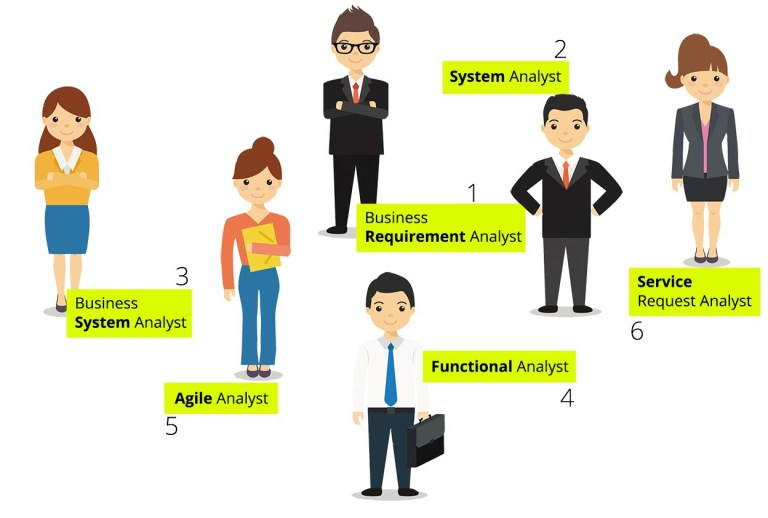 2
System Analyst
1
Business
Requirement Analyst
3
Business
System Analyst
Service
Request Analyst
6
Functional Analyst
4
Agile Analyst
5